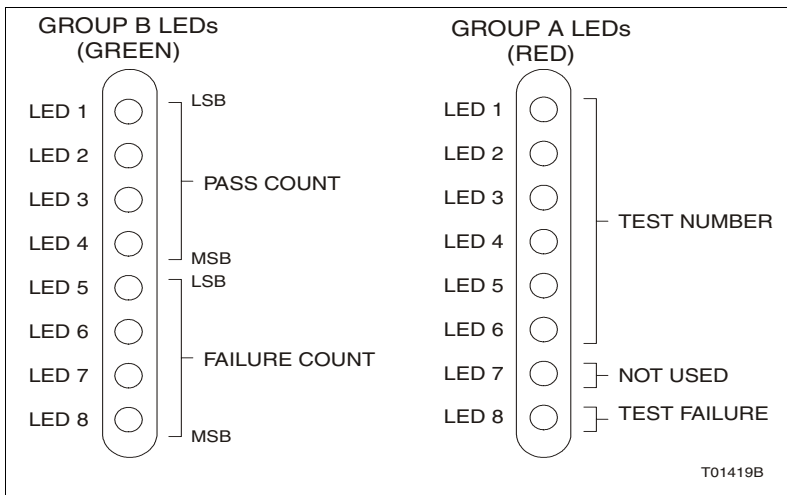 GROUP B LEDs
(GREEN)
LED 1
LED 2
LED 3
LED 4
LED 5
LED 6
LED 7
LED 8
LSB
PASS COUNT
MSB
LSB
FAILURE COUNT
MSB
GROUP A LEDs
(RED)
LED 1
LED 2
LED 3
LED 4
LED 5
LED 6
LED 7
LED 8
TEST NUMBER
NOT USED
TEST FAILURE
T01419B